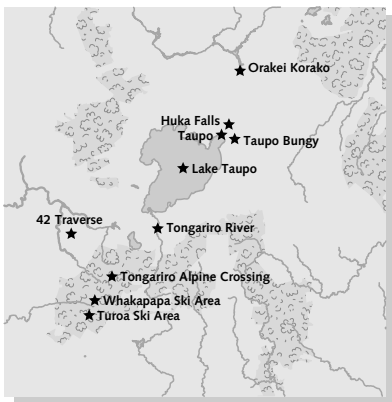 Orakei Korako
Huka Falls
Taupo
Taupo Bungy
Lake Taupo
42 Traverse
Tongariro River
Tongariro Alpine Crossing
Whakapapa Ski Area
Turoa Ski Area